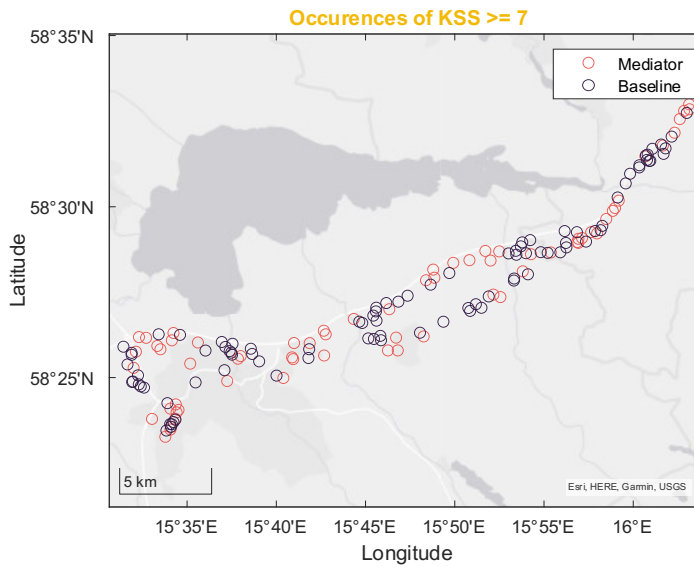 Occurences of KSS >= 7
58°35'N
Mediator
Baseline
58°30'N
Latitude
58°25'N
5 km
Esri, HERE, Garmin, USGS
15°35'E 15°40'E 15°45'E 15°50'E 15°55'E 16°E
Longitude